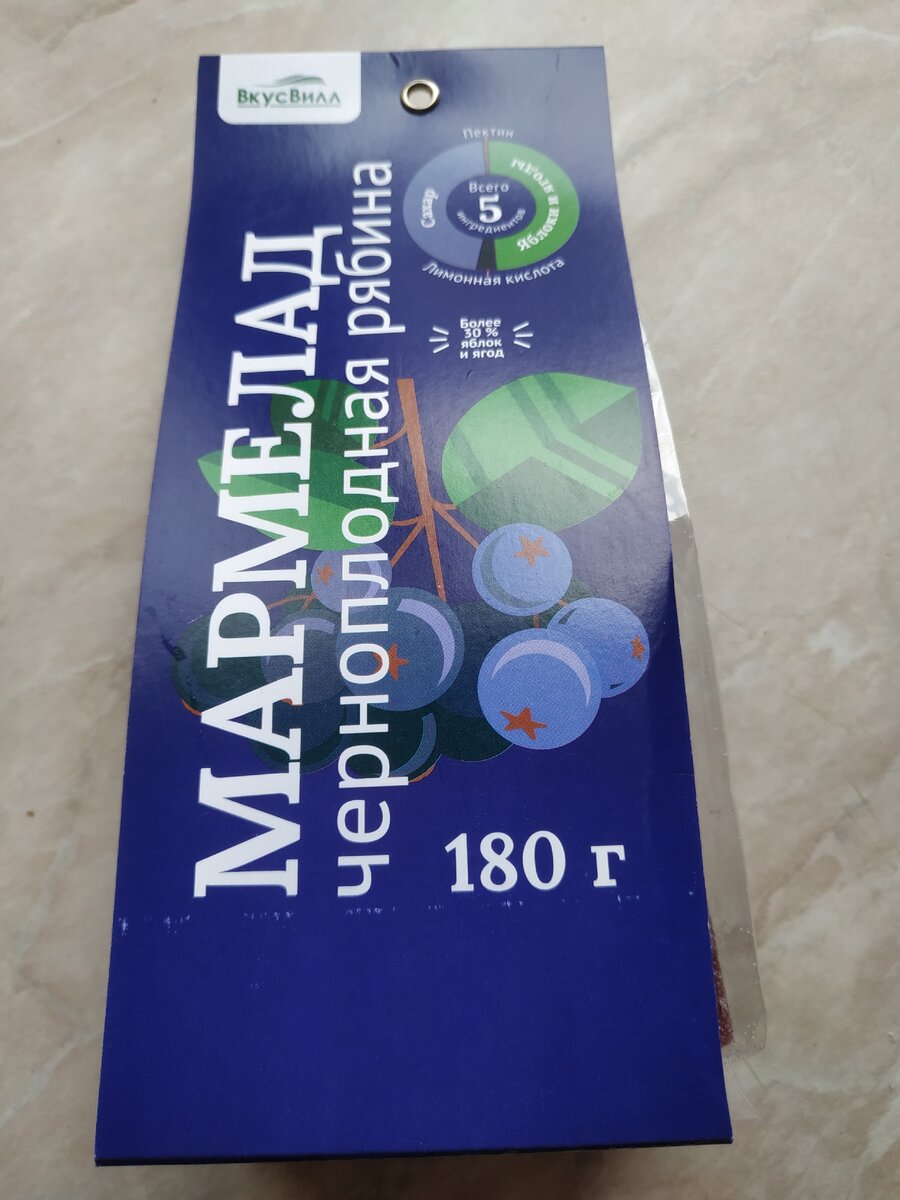 ВкусВилл
МАРМЕЛАД
черноплодная рябина
Пектин
Сахар
Всего
5
ингредиентов
Яблоки и ягоды
Лимонная кислота
Более
30 %
яблок
и ягод
180 г